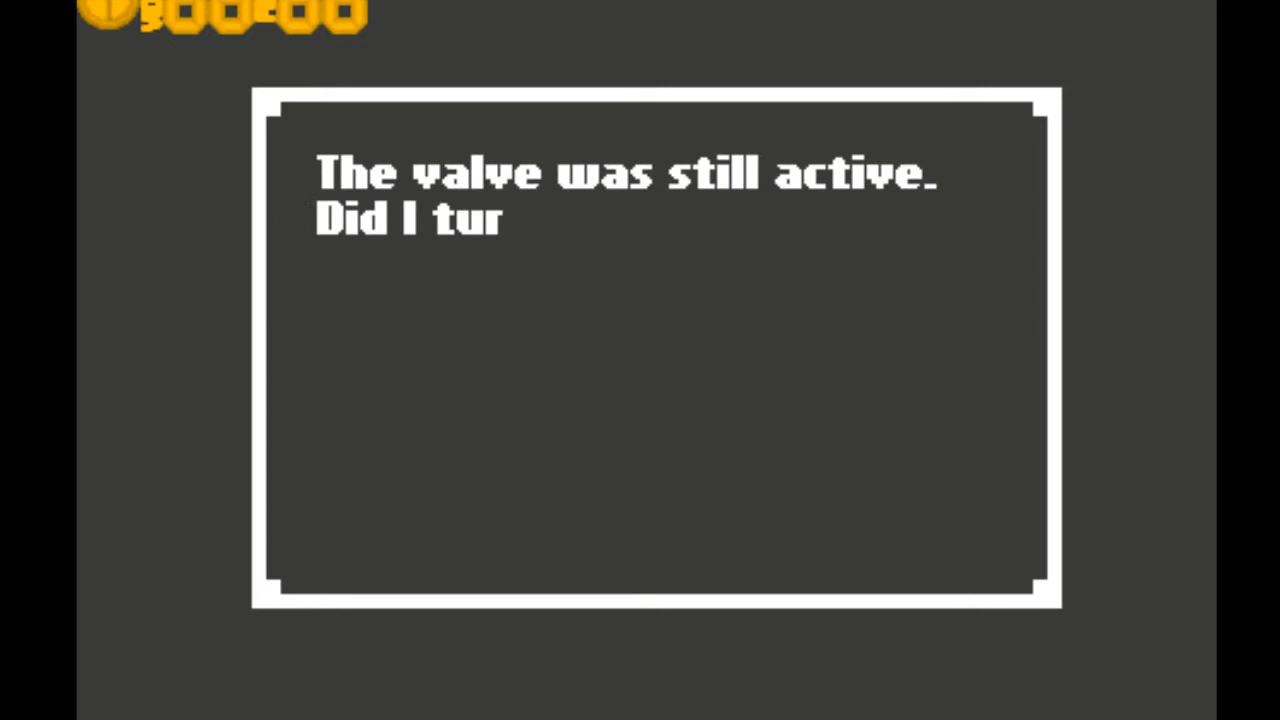 The valve was still active.
Did I tur